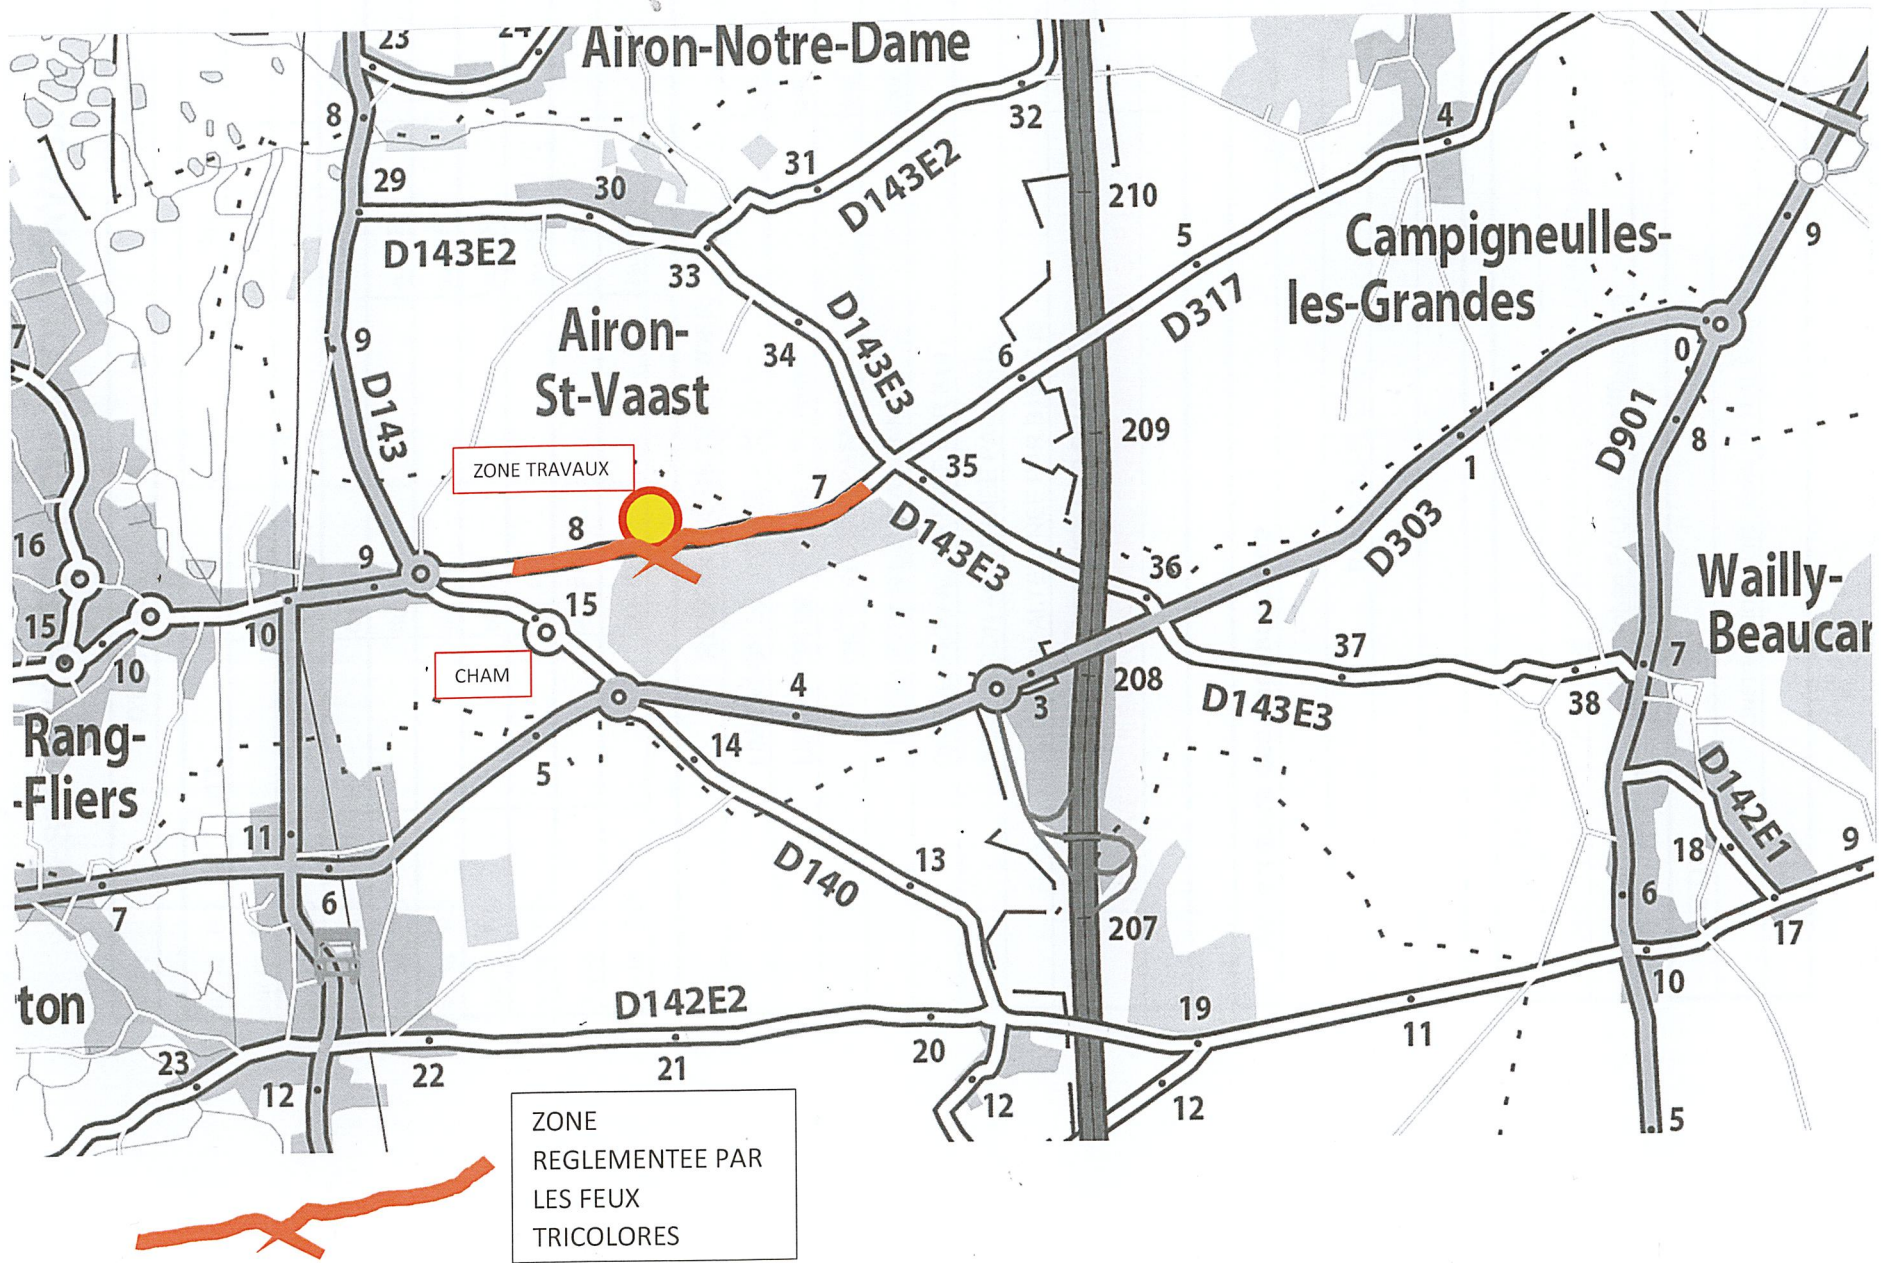 23
24
Airon-Notre-Dame
8
32
4
29
30
31
D143E2
210
D143E2
33
5
Campigneulles-
les-Grandes
9
D317
Airon-
St-Vaast
7
9
D143
34
D143E3
6
0
209
D901
8
ZONE TRAVAUX
7
35
1
8
D143E3
D303
16
9
36
Wailly-
Beaucar
15
10
15
2
10
CHAM
4
3
208
37
7
D143E3
38
Rang-
-Fliers
14
5
D142E1
11
D140
13
18
9
7
6
6
207
17
10
ton
D142E2
19
11
23
22
21
20
12
12
12
5
ZONE
REGLEMENTEE PAR
LES FEUX
TRICOLORES